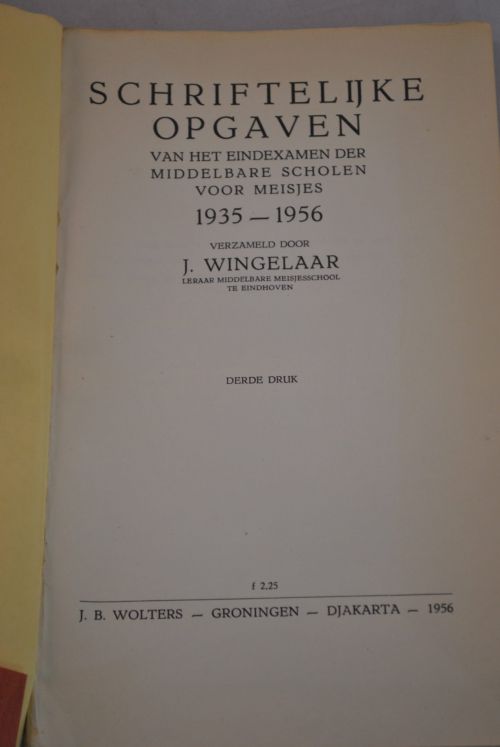 SCHRIFTELIJKE
OPGAVEN
VAN HET EINDEXAMEN DER
MIDDELBARE SCHOLEN
VOOR MEISJES
1935 — 1956
VERZAMELD DOOR
J. WINGELAAR
LERAAR MIDDELBARE MEISJESSCHOOL
TE EINDHOVEN
DERDE DRUK
f 2,25
J. B. WOLTERS — GRONINGEN — DJAKARTA — 1956